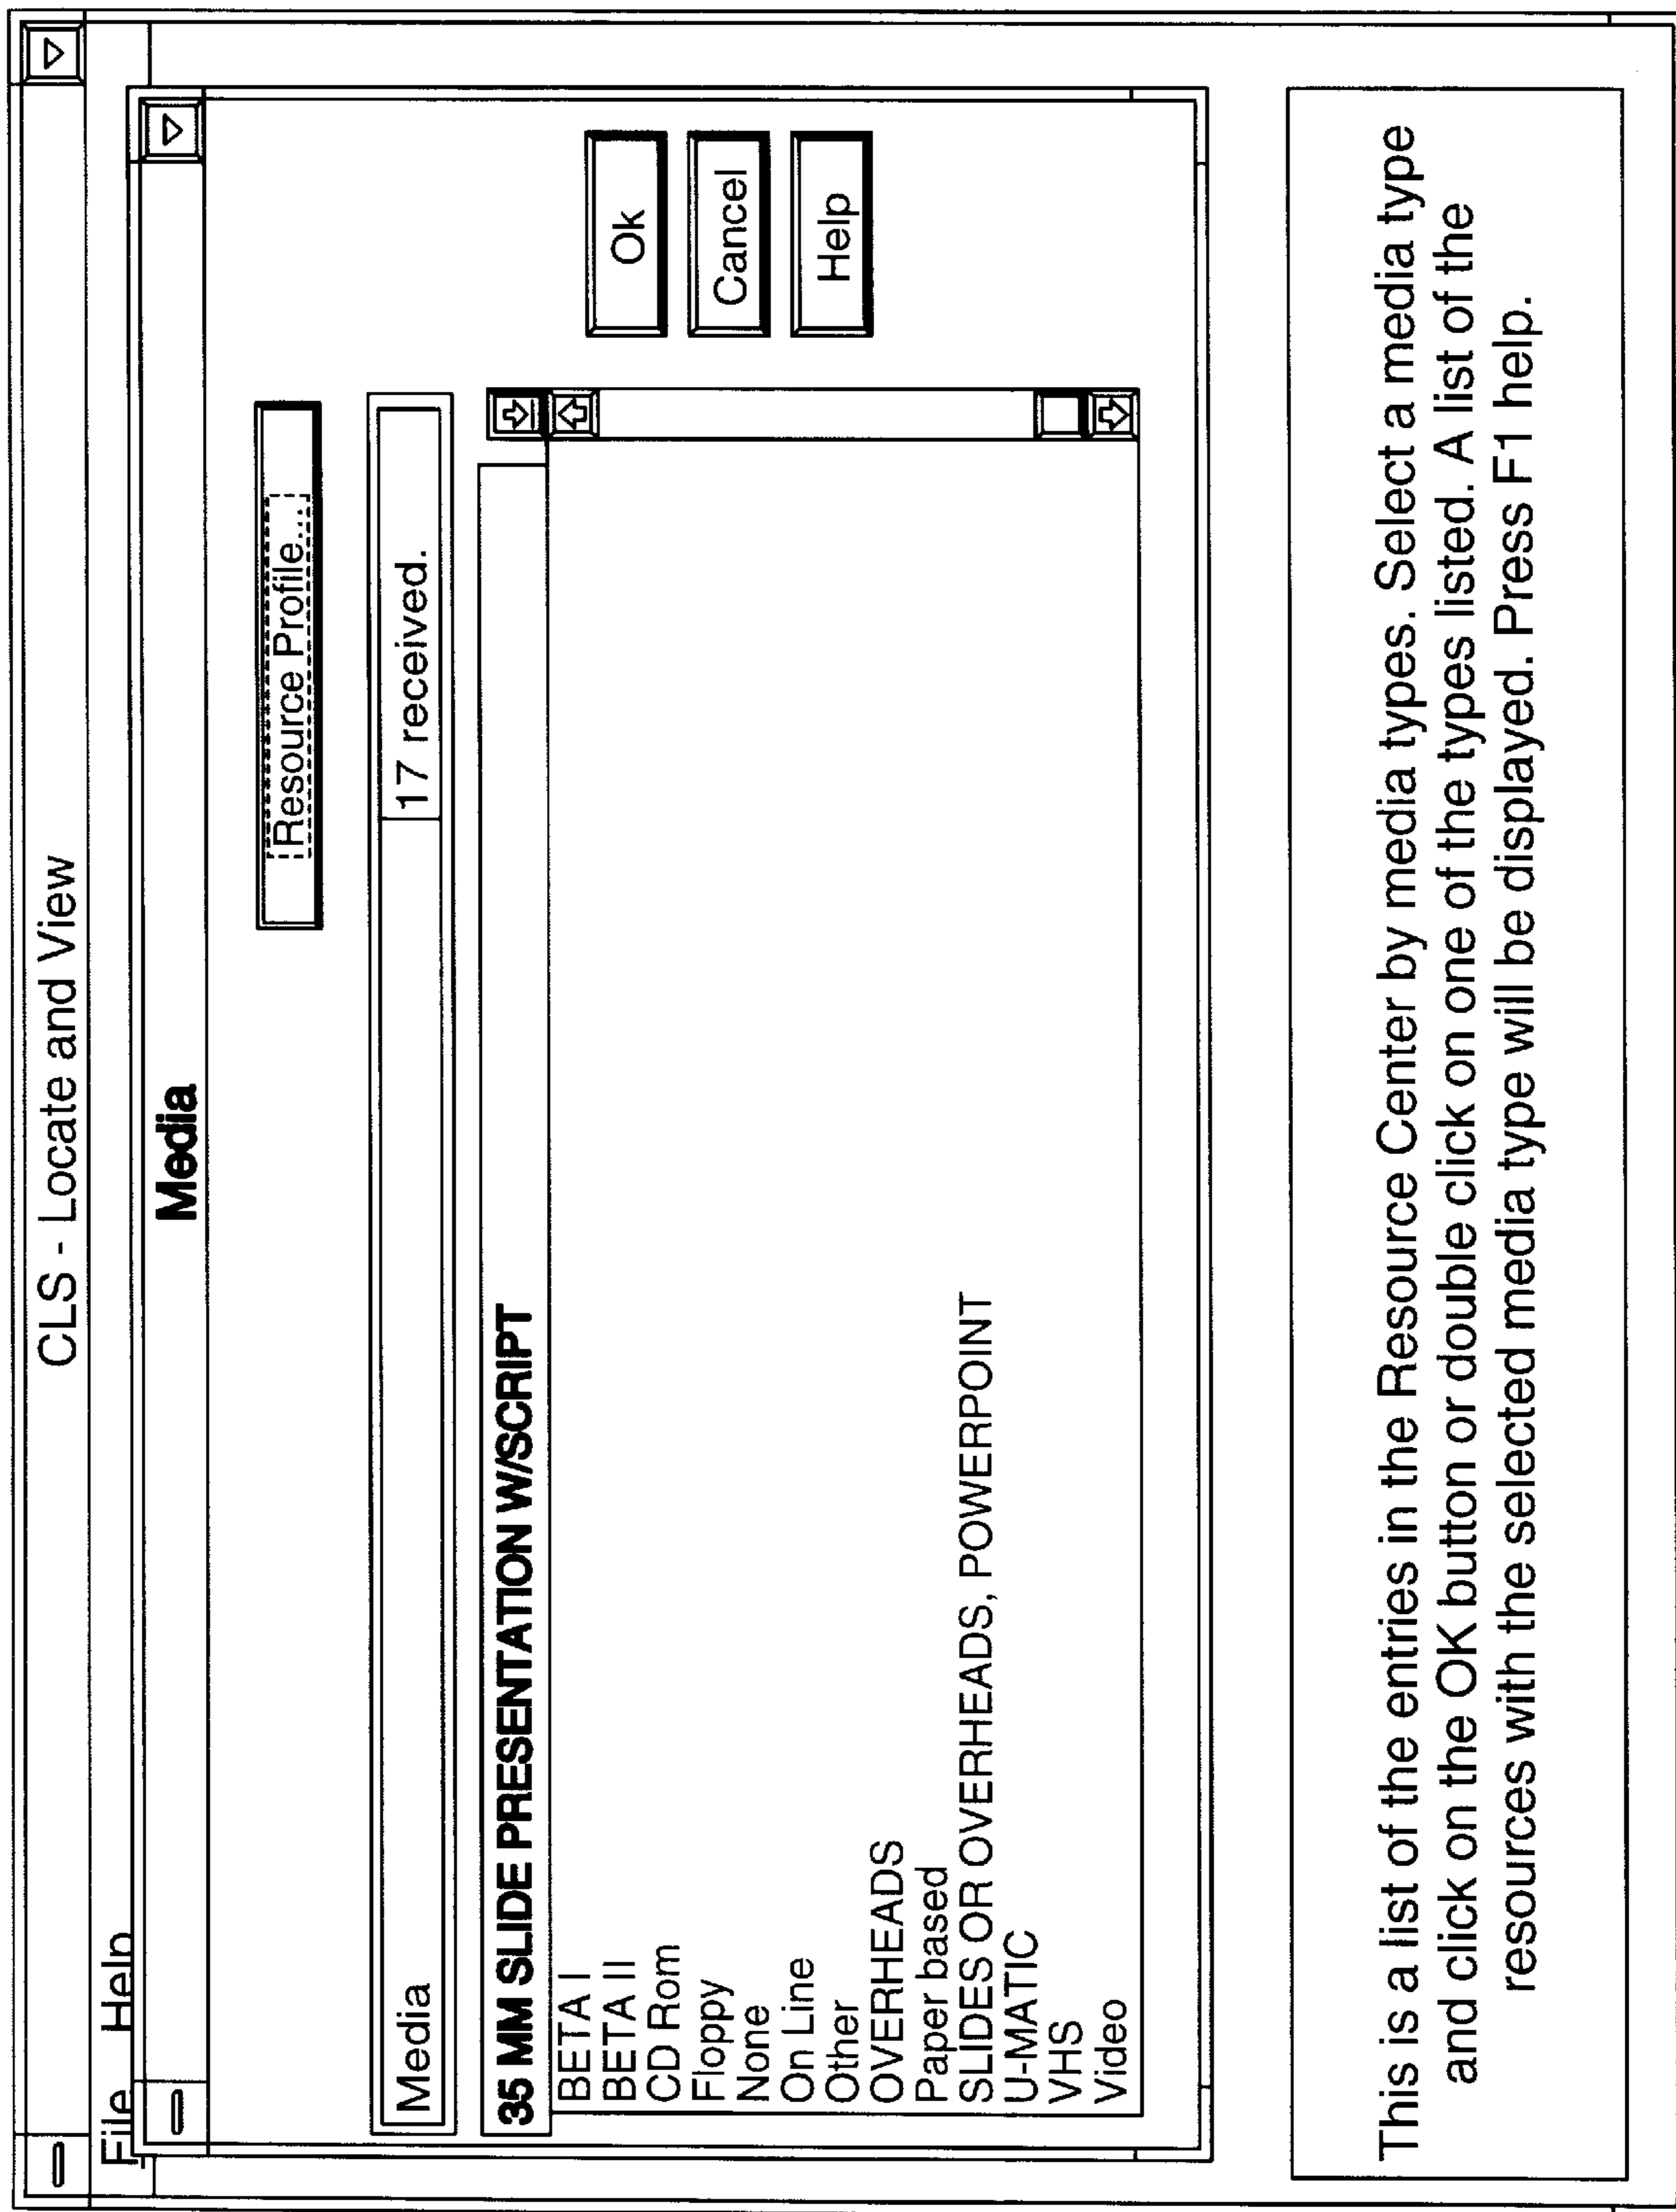 CLS - Locate and View
File Help
Media
Resource Profile...
Media 17 received.
35 MM SLIDE PRESENTATION W/SCRIPT
BETA I
BETA II
CD Rom
Floppy
None
On Line
Other
OVERHEADS
Paper based
SLIDES OR OVERHEADS, POWERPOINT
U-MATIC
VHS
Video
Ok
Cancel
Help
This is a list of the entries in the Resource Center by media types. Select a media type
and click on the OK button or double click on one of the types listed. A list of the
resources with the selected media type will be displayed. Press F1 help.